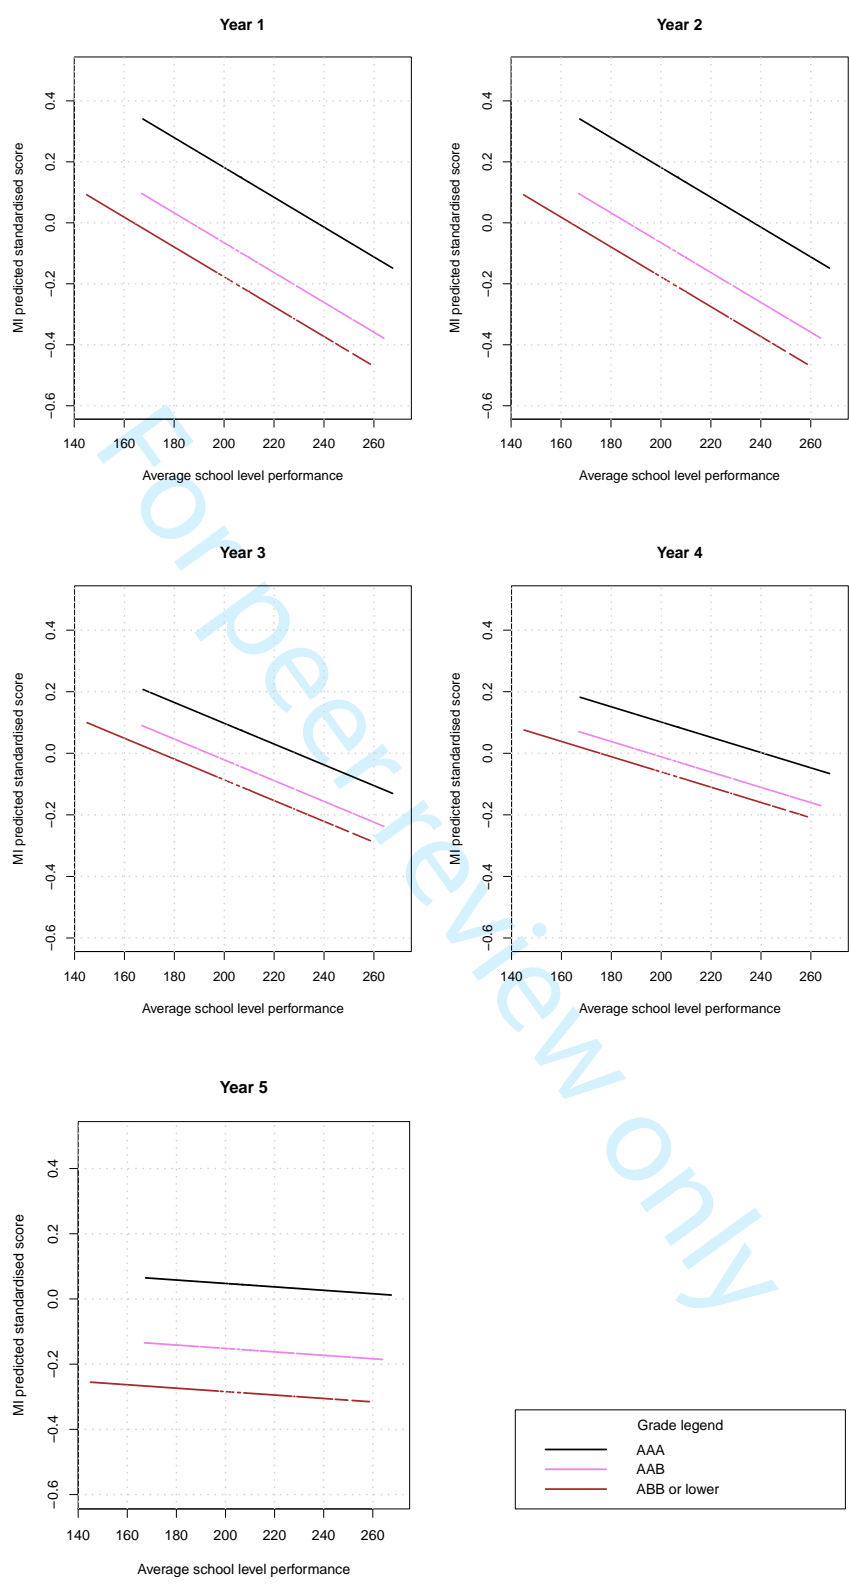 Year 1
MI predicted standardised score
0.4
0.2
0.0
−0.2
−0.4
−0.6
140 160 180 200 220 240 260
Average school level performance
Year 2
MI predicted standardised score
0.4
0.2
0.0
−0.2
−0.4
−0.6
140 160 180 200 220 240 260
Average school level performance
Year 3
MI predicted standardised score
0.4
0.2
0.0
−0.2
−0.4
−0.6
140 160 180 200 220 240 260
Average school level performance
Year 4
MI predicted standardised score
0.4
0.2
0.0
−0.2
−0.4
−0.6
140 160 180 200 220 240 260
Average school level performance
Year 5
MI predicted standardised score
0.4
0.2
0.0
−0.2
−0.4
−0.6
140 160 180 200 220 240 260
Average school level performance
Grade legend
AAA
AAB
ABB or lower
For peer review only